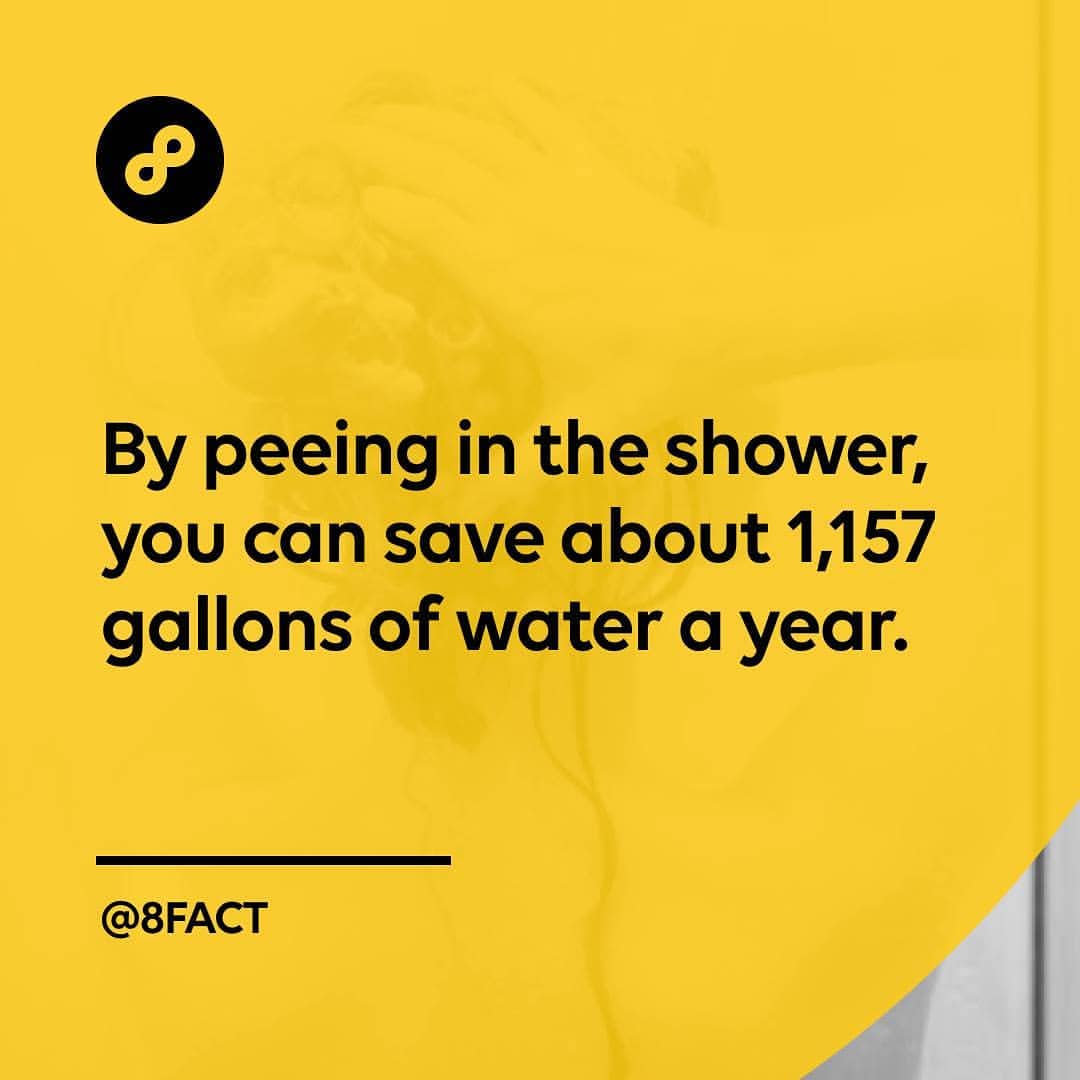 By peeing in the shower,
you can save about 1,157
gallons of water a year.
@8FACT